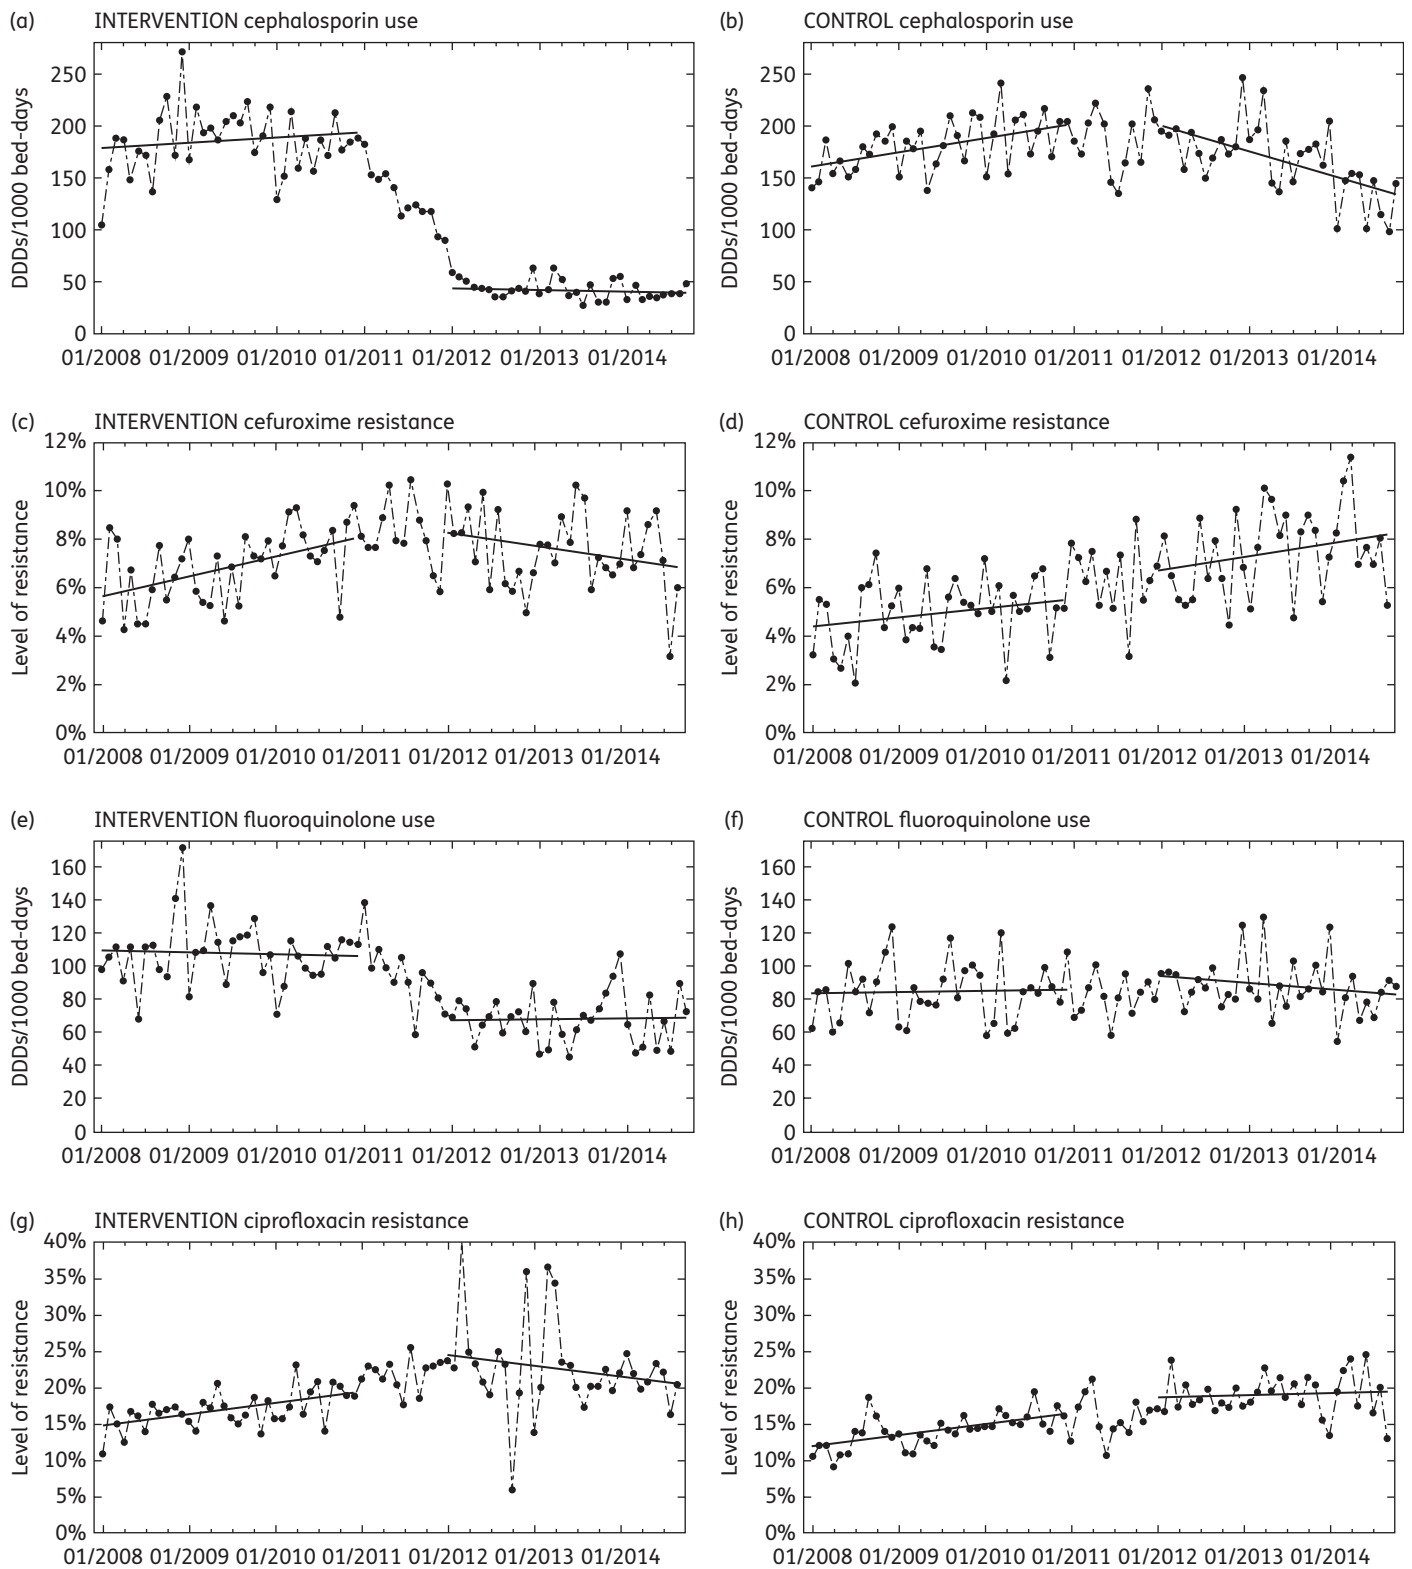 (a) INTERVENTION cephalosporin use
DDDs/1000 bed-days
250
200
150
100
50
0
01/2008 01/2009 01/2010 01/2011 01/2012 01/2013 01/2014
(b) CONTROL cephalosporin use
DDDs/1000 bed-days
250
200
150
100
50
0
01/2008 01/2009 01/2010 01/2011 01/2012 01/2013 01/2014
(c) INTERVENTION cefuroxime resistance
Level of resistance
12%
10%
8%
6%
4%
2%
0%
01/2008 01/2009 01/2010 01/2011 01/2012 01/2013 01/2014
(d) CONTROL cefuroxime resistance
Level of resistance
12%
10%
8%
6%
4%
2%
0%
01/2008 01/2009 01/2010 01/2011 01/2012 01/2013 01/2014
(e) INTERVENTION fluoroquinolone use
DDDs/1000 bed-days
160
140
120
100
80
60
40
20
0
01/2008 01/2009 01/2010 01/2011 01/2012 01/2013 01/2014
(f) CONTROL fluoroquinolone use
DDDs/1000 bed-days
160
140
120
100
80
60
40
20
0
01/2008 01/2009 01/2010 01/2011 01/2012 01/2013 01/2014
(g) INTERVENTION ciprofloxacin resistance
Level of resistance
40%
35%
30%
25%
20%
15%
10%
5%
0%
01/2008 01/2009 01/2010 01/2011 01/2012 01/2013 01/2014
(h) CONTROL ciprofloxacin resistance
Level of resistance
40%
35%
30%
25%
20%
15%
10%
5%
0%
01/2008 01/2009 01/2010 01/2011 01/2012 01/2013 01/2014